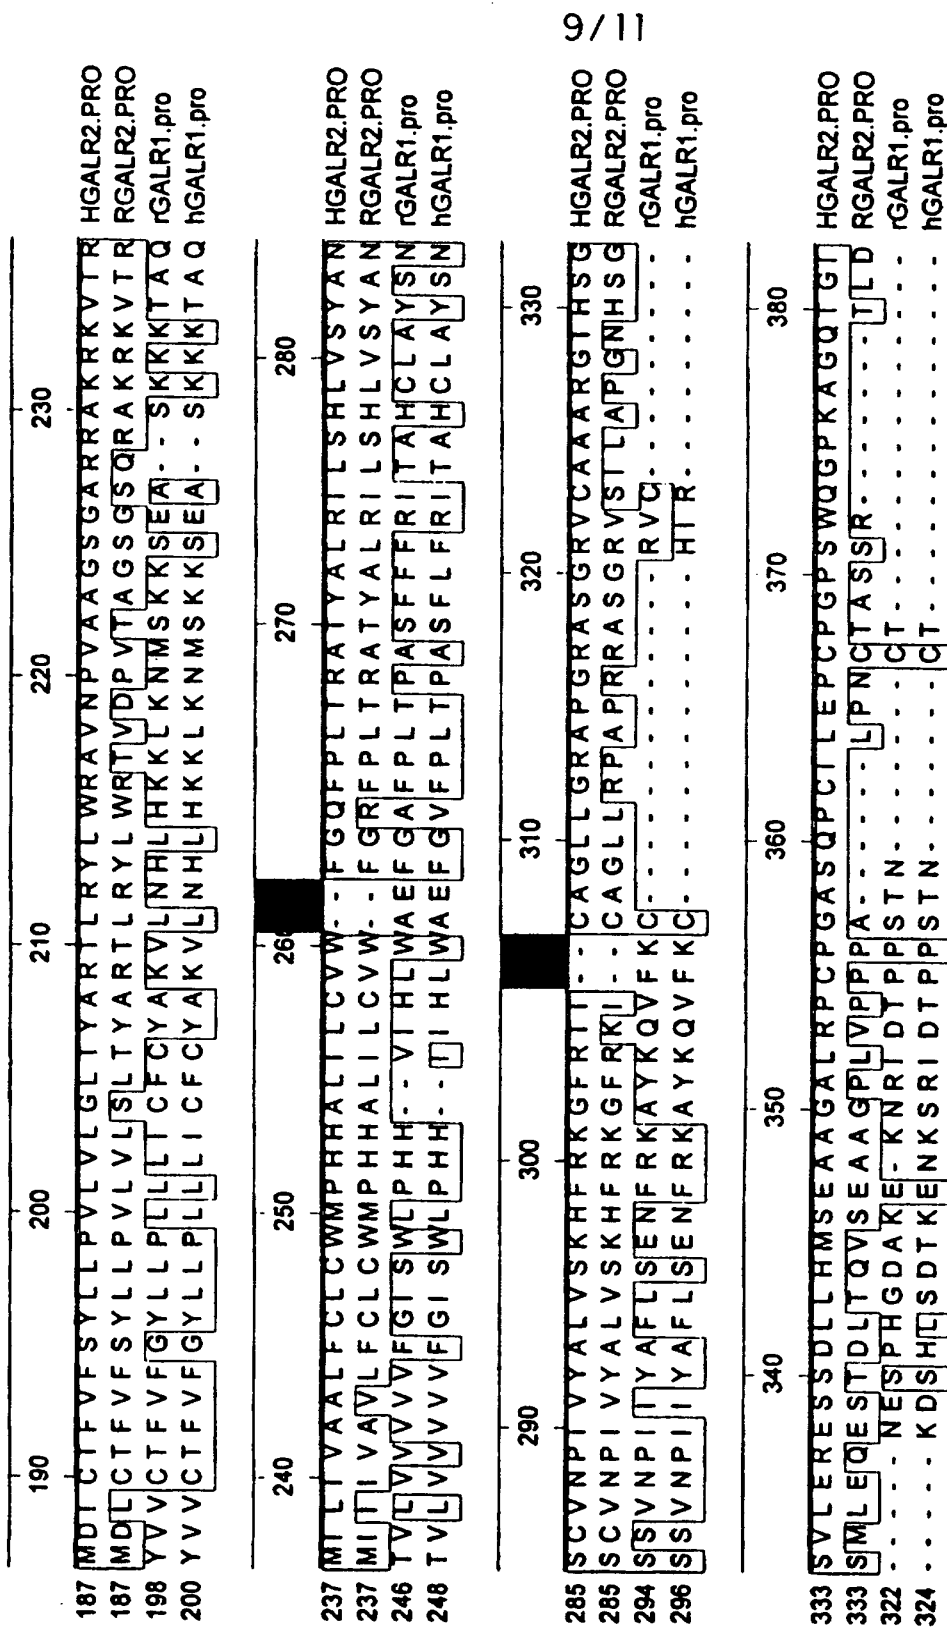 9/11
190 200 210 220 230
187 MDICTFVFSYLLPVLVLGLTYARTLRYLWRAVNPVAAGSGARRAKRKVTR HGALR2.PRO
187 MDLCTFVFSYLLPVLVLSLTYARTLRYLWRTVDPVTAGSGSQRAKRKVTR RGALR2.PRO
198 YVVCTFVFGYLLPLLLICFCYAKVLNHLHKKLKNMSKKSEA--SKKKTAQ rGALR1.pro
200 YVVCTFVFGYLLPLLLICFCYAKVLNHLHKKLKNMSKKSEA--SKKKTAQ hGALR1.pro
240 250 260 270 280
237 MILIVAALFCLCWMPHHALILCVW--FGQFPLTRATYALRILSHLVSYAN HGALR2.PRO
237 MIIIVAVLFCLCWMPHHALILCVW--FGRFPLTRATYALRILSHLVSYAN RGALR2.PRO
246 TVLVVVVVFGISWLPHH--VIHLWAEFGAFPLTPASFFFRITAHCLAYSN rGALR1.pro
248 TVLVVVVVFGISWLPHH--IIHLWAEFGVFPLTPASFLFRITAHCLAYSN hGALR1.pro
290 300 310 320 330
285 SCVNPIVYALVSKHFRKGFRTI--CAGLLGRAPGRASGRVCAAARGTHSG HGALR2.PRO
285 SCVNPIVYALVSKHFRKGFRKI--CAGLLRPAPRRASGRVSILAPGNHSG RGALR2.PRO
294 SSVNPIIYAFLSENFRKAYKQVFKC------------RVC---------- rGALR1.pro
296 SSVNPIIYAFLSENFRKAYKQVFKC------------HIR---------- hGALR1.pro
340 350 360 370 380
333 SVLERESSDLLHMSEAAGALRPCPGASQPCILEPCPGPSWQGPKAGQIGI HGALR2.PRO
333 SMLEQESTDLTQVSEAAGPLVPPPA------LPNCTASSR-------TLD RGALR2.PRO
322 -----NESPHGDAKE-KNRIDTPPSTN-------CT-------------- rGALR1.pro
324 -----KDSHLSDTKENKSRIDTPPSTN-------CT-------------- hGALR1.pro